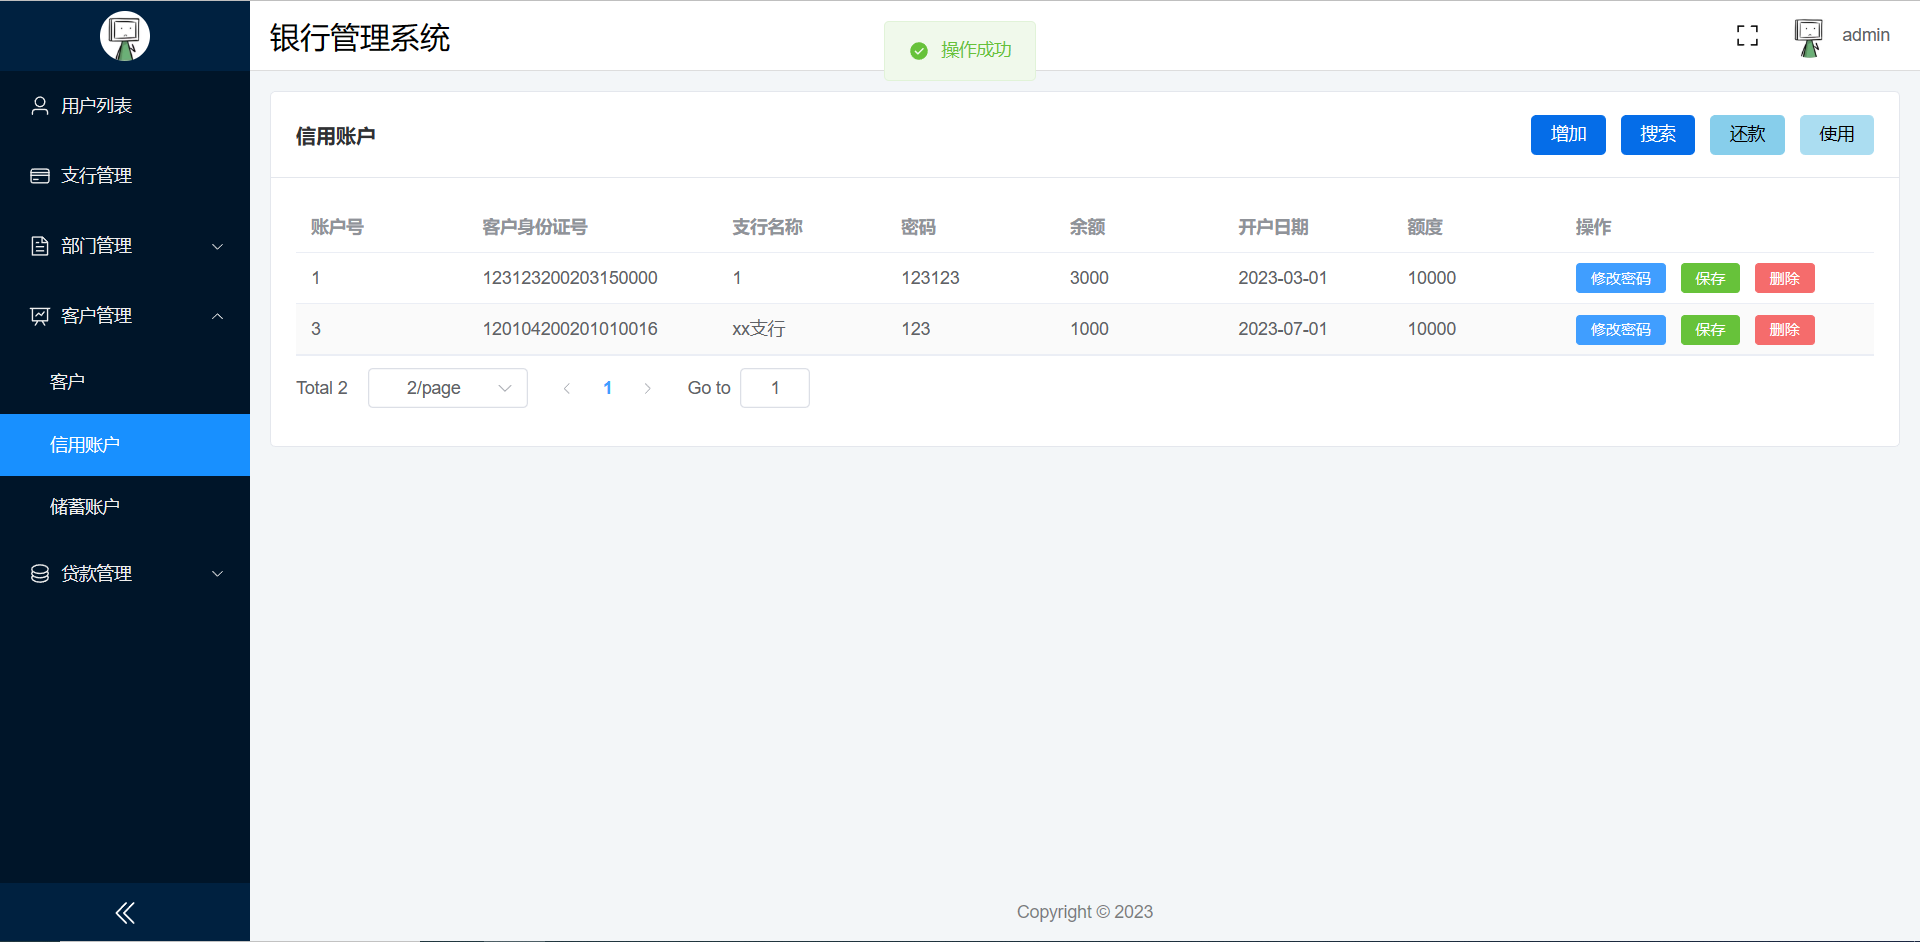 银行管理系统
操作成功
admin
用户列表
支行管理
部门管理
客户管理
客户
信用账户
储蓄账户
贷款管理
信用账户
增加 搜索 还款 使用
账户号 客户身份证号 支行名称 密码 余额 开户日期 额度 操作
1 123123200203150000 1 123123 3000 2023-03-01 10000 修改密码 保存 删除
3 120104200201010016 xx支行 123 1000 2023-07-01 10000 修改密码 保存 删除
Total 2 2/page 1 Go to 1
Copyright © 2023